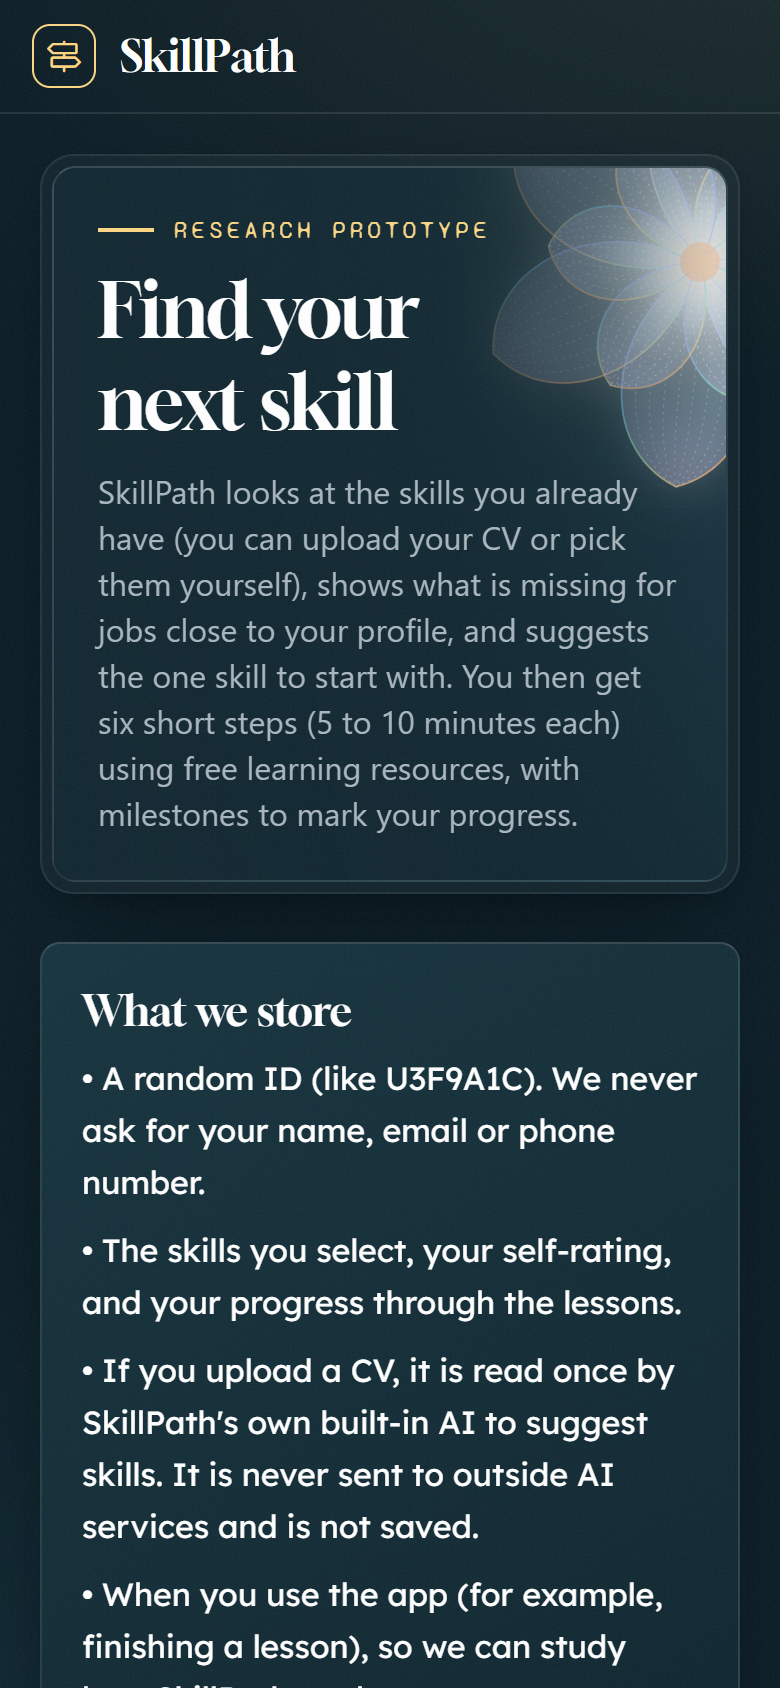 SkillPath
RESEARCH PROTOTYPE
Find your
next skill
SkillPath looks at the skills you already
have (you can upload your CV or pick
them yourself), shows what is missing for
jobs close to your profile, and suggests
the one skill to start with. You then get
six short steps (5 to 10 minutes each)
using free learning resources, with
milestones to mark your progress.
What we store
• A random ID (like U3F9A1C). We never
ask for your name, email or phone
number.
• The skills you select, your self-rating,
and your progress through the lessons.
• If you upload a CV, it is read once by
SkillPath's own built-in AI to suggest
skills. It is never sent to outside AI
services and is not saved.
• When you use the app (for example,
finishing a lesson), so we can study